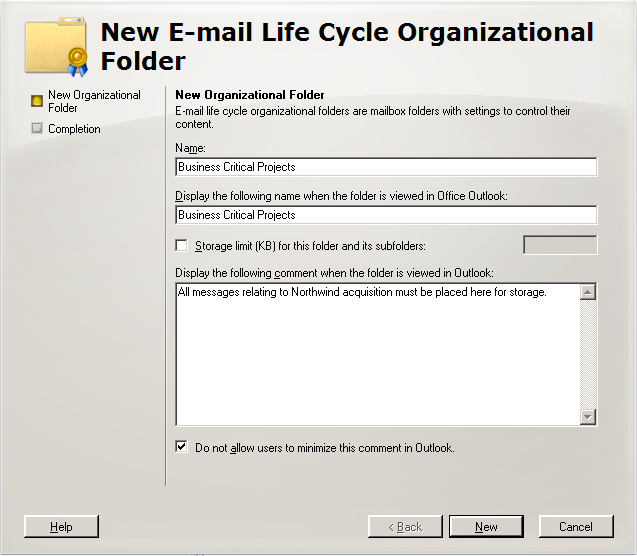 New E-mail Life Cycle Organizational
Folder
New Organizational
Folder
Completion
New Organizational Folder
E-mail life cycle organizational folders are mailbox folders with settings to control their
content.
Name:
Business Critical Projects
Display the following name when the folder is viewed in Office Outlook:
Business Critical Projects
Storage limit (KB) for this folder and its subfolders:
Display the following comment when the folder is viewed in Outlook:
All messages relating to Northwind acquisition must be placed here for storage.
Do not allow users to minimize this comment in Outlook.
Help
< Back
New
Cancel